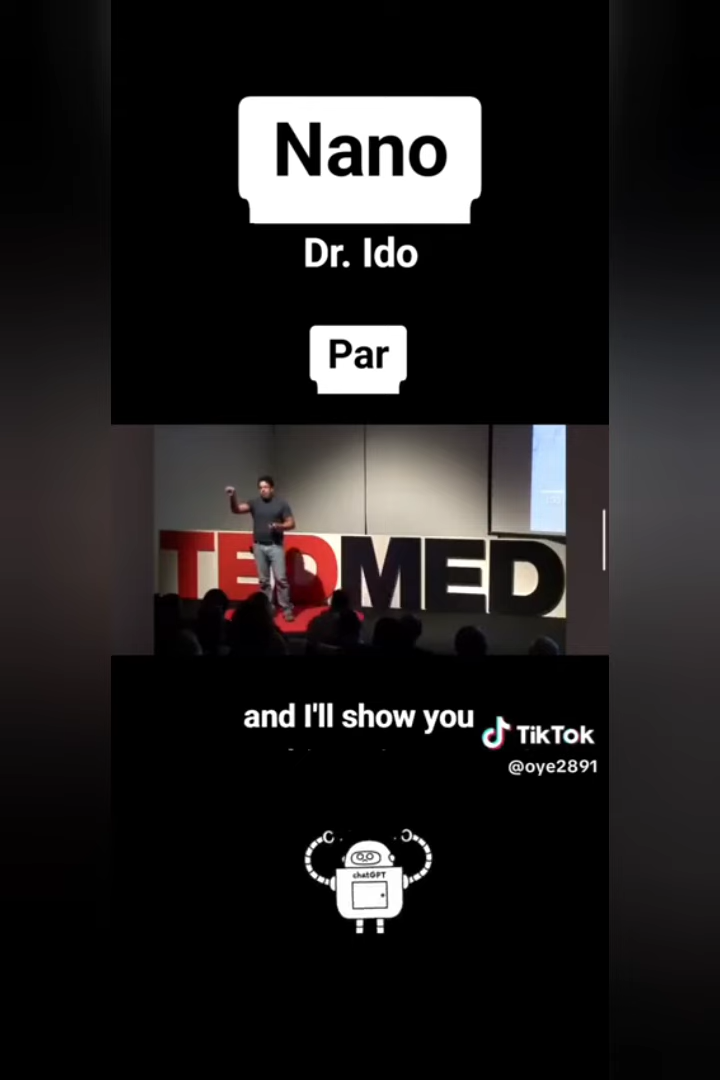 Nano
Dr. Ido
Par
TEDMED
and I'll show you
TikTok
@oye2891
chatGPT